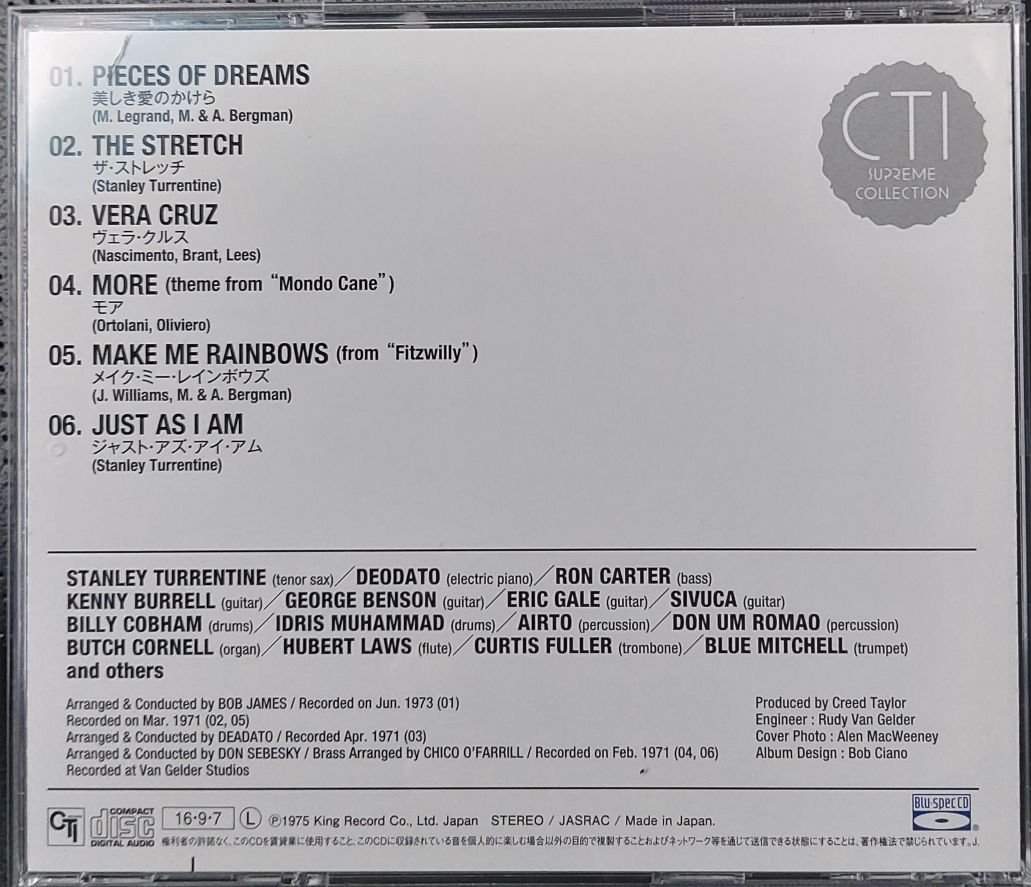 01. PIECES OF DREAMS
美しき愛のかけら
(M. Legrand, M. & A. Bergman)
02. THE STRETCH
ザ・ストレッチ
(Stanley Turrentine)
03. VERA CRUZ
ヴェラ・クルス
(Nascimento, Brant, Lees)
04. MORE (theme from “Mondo Cane”)
モア
(Ortolani, Oliviero)
05. MAKE ME RAINBOWS (from “Fitzwilly”)
メイク・ミー・レインボウズ
(J. Williams, M. & A. Bergman)
06. JUST AS I AM
ジャスト・アズ・アイ・アム
(Stanley Turrentine)
CTI
SUPREME
COLLECTION
STANLEY TURRENTINE (tenor sax)／DEODATO (electric piano)／RON CARTER (bass)
KENNY BURRELL (guitar)／GEORGE BENSON (guitar)／ERIC GALE (guitar)／SIVUCA (guitar)
BILLY COBHAM (drums)／IDRIS MUHAMMAD (drums)／AIRTO (percussion)／DON UM ROMAO (percussion)
BUTCH CORNELL (organ)／HUBERT LAWS (flute)／CURTIS FULLER (trombone)／BLUE MITCHELL (trumpet)
and others
Arranged & Conducted by BOB JAMES / Recorded on Jun. 1973 (01)
Recorded on Mar. 1971 (02, 05)
Arranged & Conducted by DEADATO / Recorded Apr. 1971 (03)
Arranged & Conducted by DON SEBESKY / Brass Arranged by CHICO O’FARRILL / Recorded on Feb. 1971 (04, 06)
Recorded at Van Gelder Studios
Produced by Creed Taylor
Engineer : Rudy Van Gelder
Cover Photo : Alen MacWeeney
Album Design : Bob Ciano
CTI
COMPACT
disc
DIGITAL AUDIO
16・9・7 Ⓛ ℗1975 King Record Co., Ltd. Japan STEREO / JASRAC / Made in Japan.
Blu-spec CD
®
権利者の許諾なく、このCDを賃貸業に使用すること、このCDに収録されている音を個人的に楽しむ場合以外の目的で複製することおよびネットワーク等を通じて送信できる状態にすることは、著作権法で禁じられています。J.